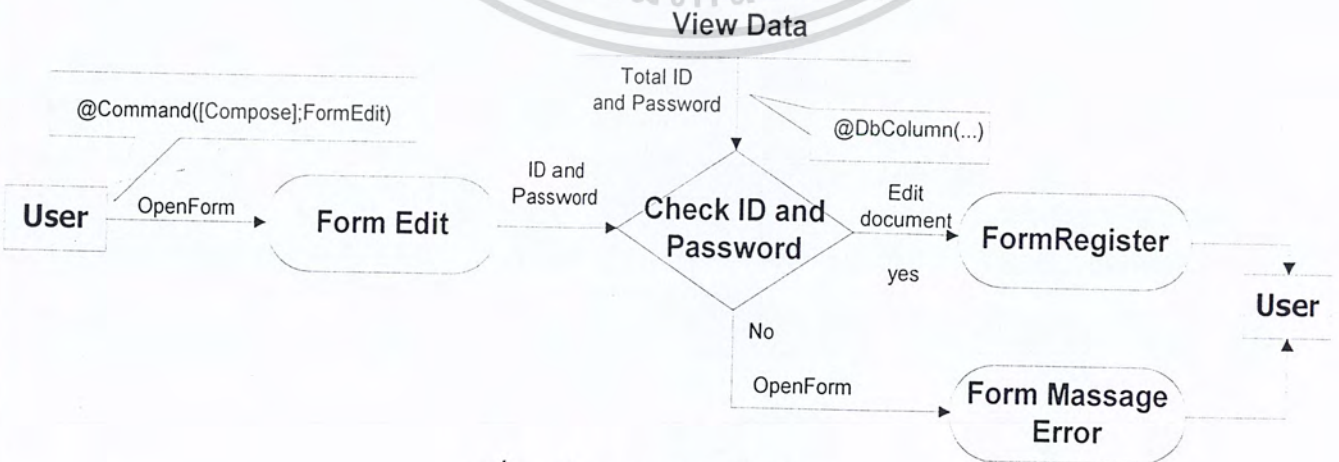 View Data
Total ID
and Password
@Command([Compose];FormEdit)
@DbColumn(...)
User
OpenForm
Form Edit
ID and
Password
Check ID and
Password
Edit
document
yes
FormRegister
User
No
OpenForm
Form Massage
Error